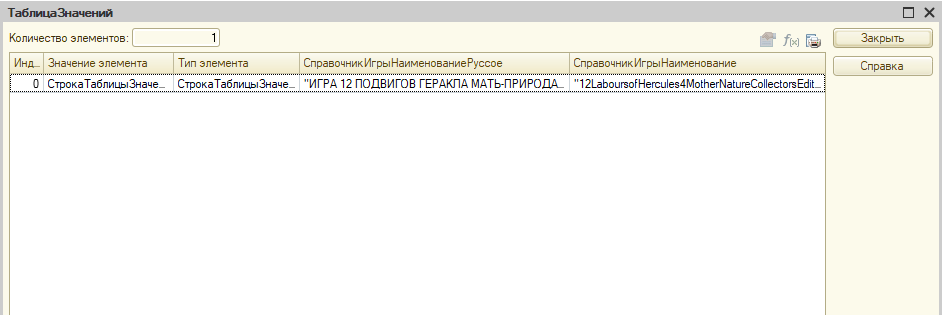 ТаблицаЗначений
Количество элементов: 1
Закрыть
Справка
Инд... Значение элемента Тип элемента СправочникИгрыНаименованиеРуссое СправочникИгрыНаименование
0 СтрокаТаблицыЗначе... СтрокаТаблицыЗначе... "ИГРА 12 ПОДВИГОВ ГЕРАКЛА МАТЬ-ПРИРОДА... "12LaboursofHercules4MotherNatureCollectorsEdit...